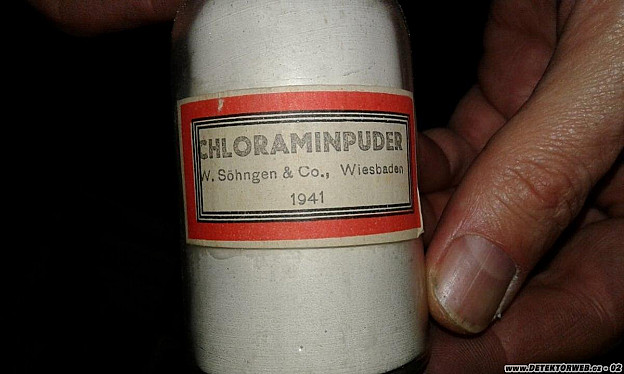 CHLORAMINPUDER
W. Söhngen & Co., Wiesbaden
1941
www.DETEKTORWEB.cz - 02